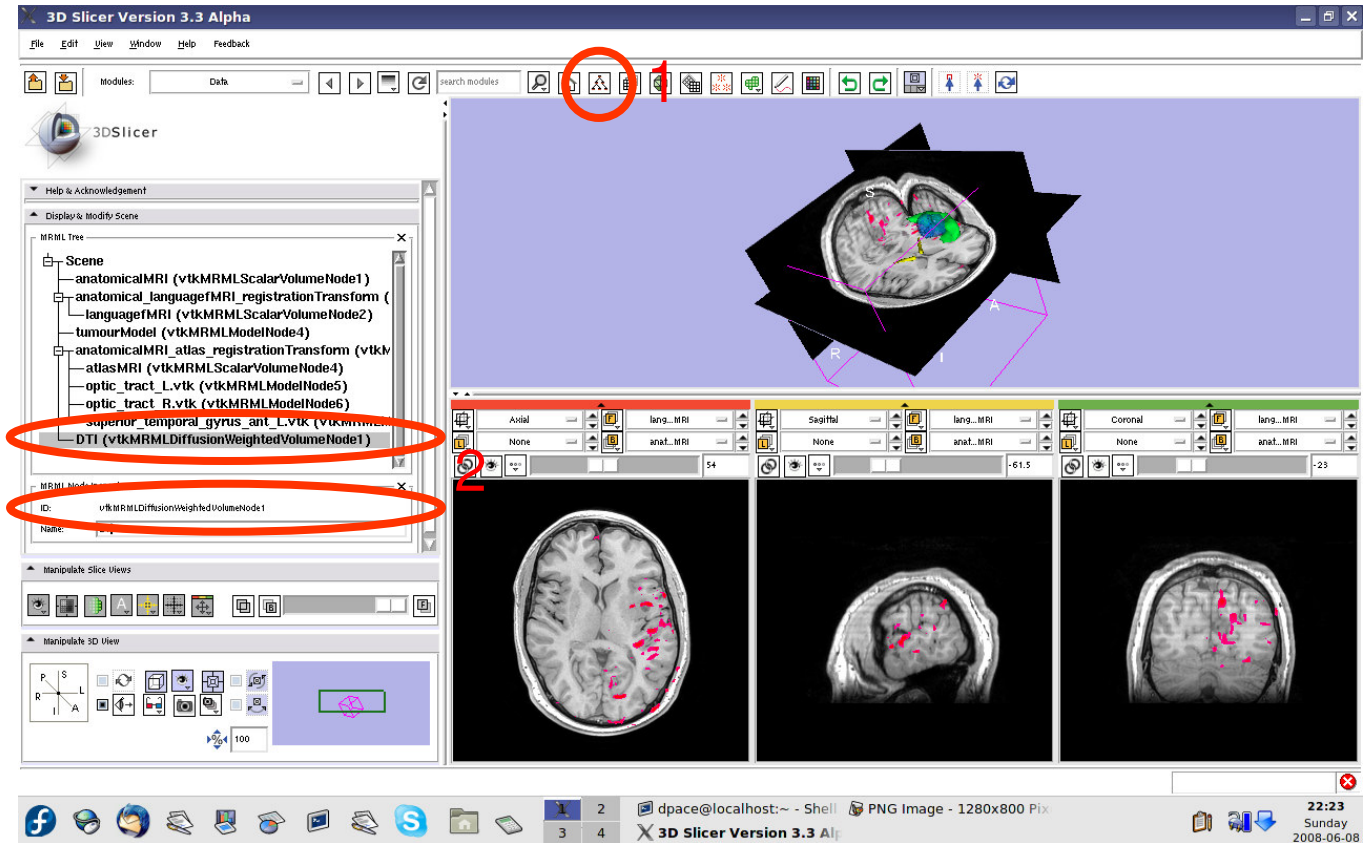 3D Slicer Version 3.3 Alpha
File Edit View Window Help Feedback
Modules: Data search modules
1
3DSlicer
Help & Acknowledgement
Display & Modify Scene
MRML Tree
Scene
anatomicalMRI (vtkMRMLScalarVolumeNode1)
anatomical_languagefMRI_registrationTransform (
languagefMRI (vtkMRMLScalarVolumeNode2)
tumourModel (vtkMRMLModelNode4)
anatomicalMRI_atlas_registrationTransform (vtkM
atlasMRI (vtkMRMLScalarVolumeNode4)
optic_tract_L.vtk (vtkMRMLModelNode5)
optic_tract_R.vtk (vtkMRMLModelNode6)
superior_temporal_gyrus_ant_L.vtk (vtkMRML
DTI (vtkMRMLDiffusionWeightedVolumeNode1)
2
MRML Node
ID: vtkMRMLDiffusionWeightedVolumeNode1
Name:
Manipulate Slice Views
Manipulate 3D View
P S
R L
I A
100
S
A
R
I
Axial lang...MRI
None anat...MRI
54
Sagittal lang...MRI
None anat...MRI
-61.5
Coronal lang...MRI
None anat...MRI
-23
1 2
3 4
dpace@localhost:~ - Shell
PNG Image - 1280x800 Pix
3D Slicer Version 3.3 Alp
22:23
Sunday
2008-06-08